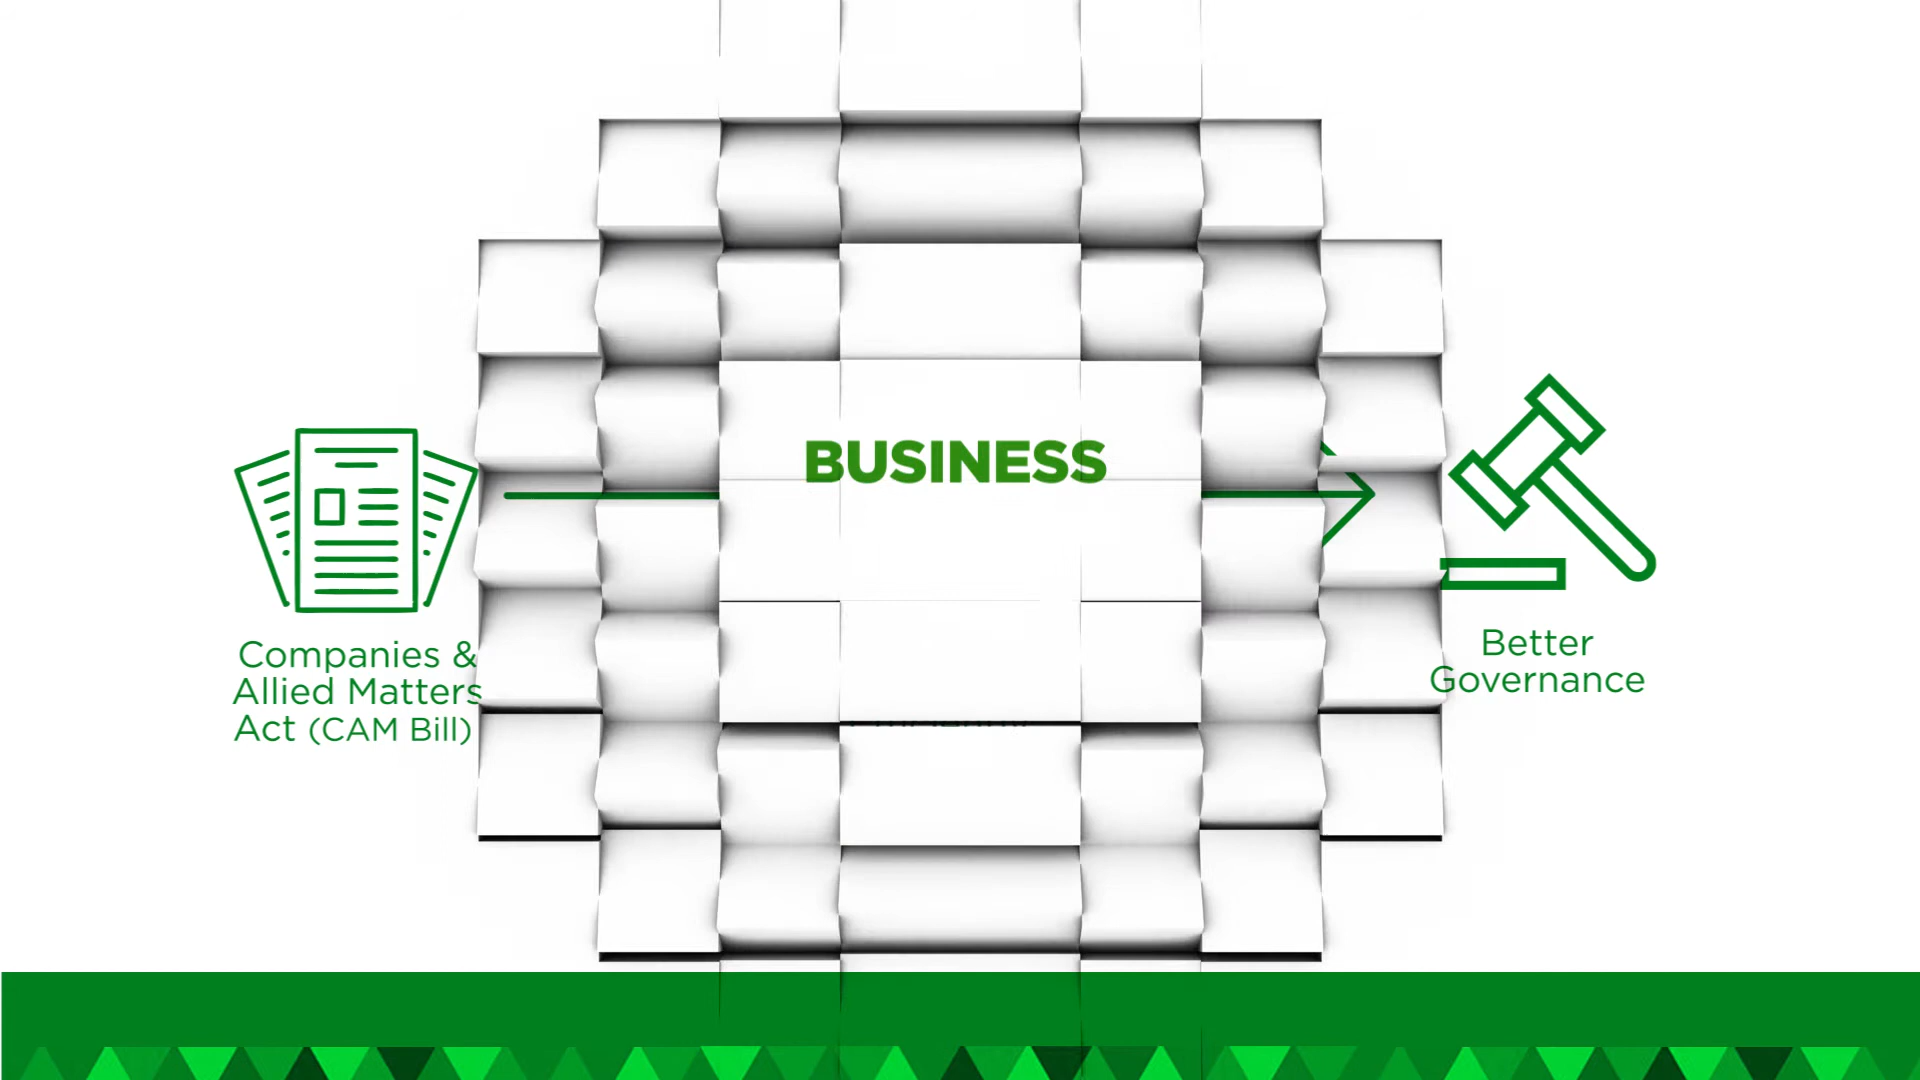 BUSINESS
Companies &
Allied Matters
Act (CAM Bill)
Better
Governance